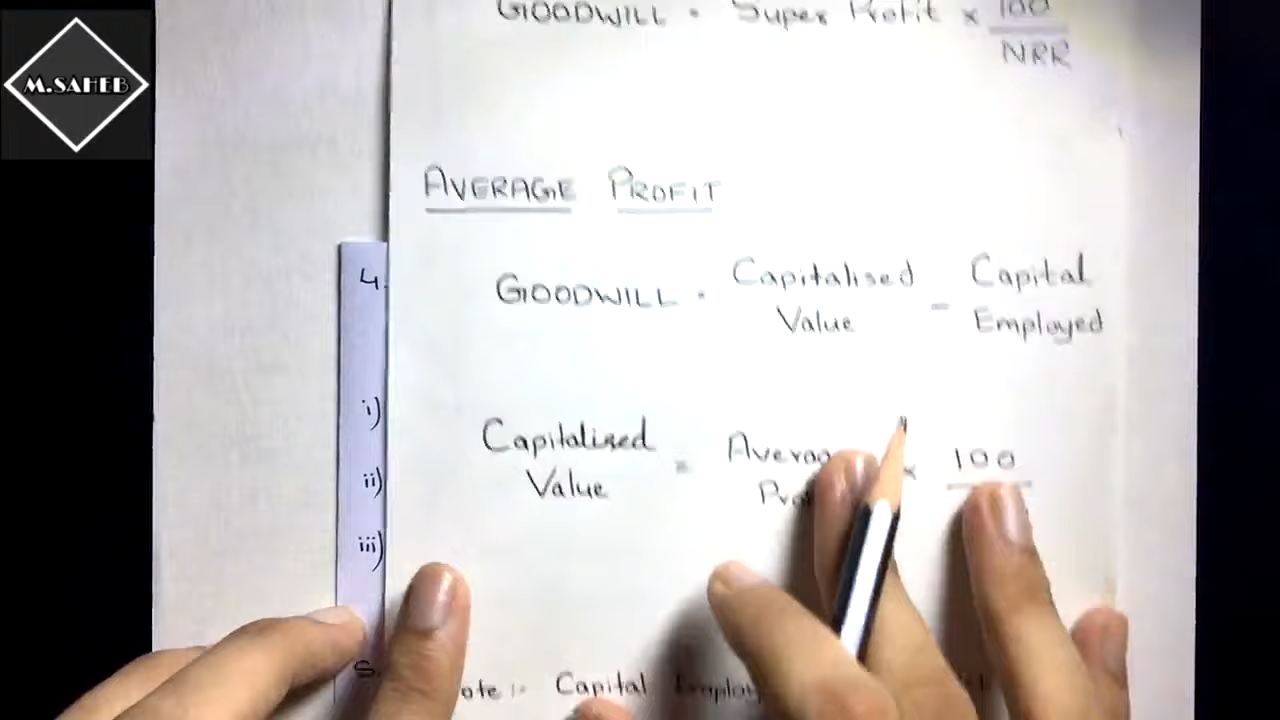 M.SAHEB
GOODWILL = Super Profit × 100
NRR
AVERAGE PROFIT
GOODWILL = Capitalised Value - Capital Employed
4.
i)
Capitalised Value = × 100
ii)
iii)
5.
Capital